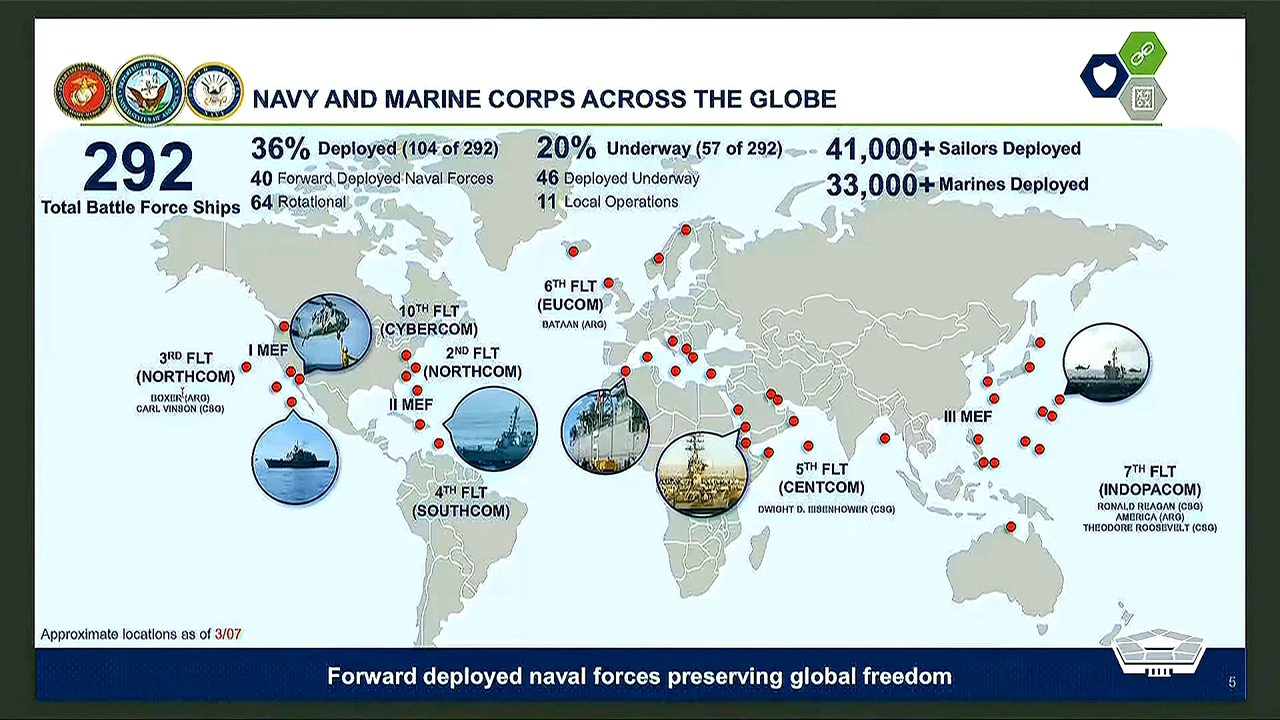 NAVY AND MARINE CORPS ACROSS THE GLOBE
292
Total Battle Force Ships
36% Deployed (104 of 292)
40 Forward Deployed Naval Forces
64 Rotational
20% Underway (57 of 292)
46 Deployed Underway
11 Local Operations
41,000+ Sailors Deployed
33,000+ Marines Deployed
6TH FLT
(EUCOM)
BATAAN (ARG)
10TH FLT
(CYBERCOM)
I MEF
3RD FLT
(NORTHCOM)
BOXER (ARG)
CARL VINSON (CSG)
2ND FLT
(NORTHCOM)
II MEF
III MEF
4TH FLT
(SOUTHCOM)
5TH FLT
(CENTCOM)
DWIGHT D. EISENHOWER (CSG)
7TH FLT
(INDOPACOM)
RONALD REAGAN (CSG)
AMERICA (ARG)
THEODORE ROOSEVELT (CSG)
Approximate locations as of 3/07
Forward deployed naval forces preserving global freedom
5